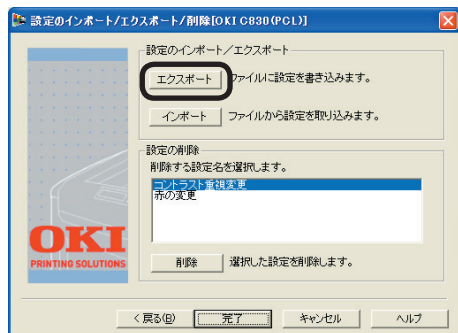 設定のインポート/エクスポート/削除[OKI C830(PCL)]
設定のインポート/エクスポート
エクスポート ファイルに設定を書き込みます。
インポート ファイルから設定を取り込みます。
設定の削除
削除する設定名を選択します。
コントラスト重視変更
赤の変更
OKI
PRINTING SOLUTIONS
削除 選択した設定を削除します。
< 戻る(B) 完了 キャンセル ヘルプ